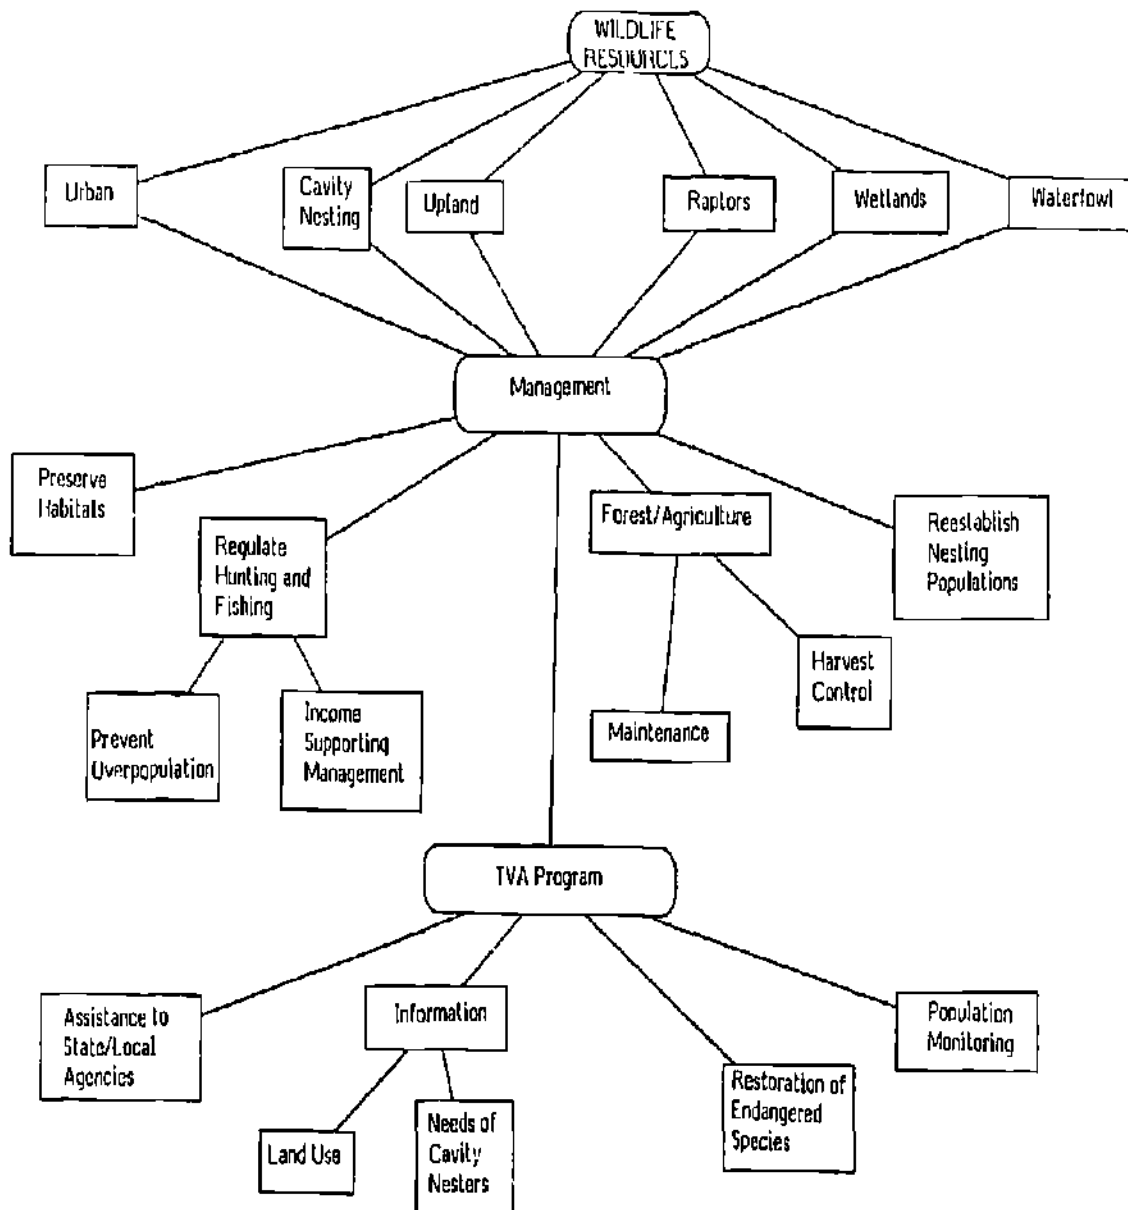 WILDLIFE
RESOURCES
Urban
Cavity
Nesting
Upland
Raptors
Wetlands
Waterfowl
Management
Preserve
Habitals
Regulate
Hunting and
Fishing
Forest/Agriculture
Reestablish
Nesting
Populations
Prevent
Overpopulation
Income
Supporting
Management
Maintenance
Harvest
Control
TVA Program
Assistance to
State/Local
Agencies
Information
Population
Monitoring
Land Use
Needs of
Cavity
Nesters
Restoration of
Endangered
Species